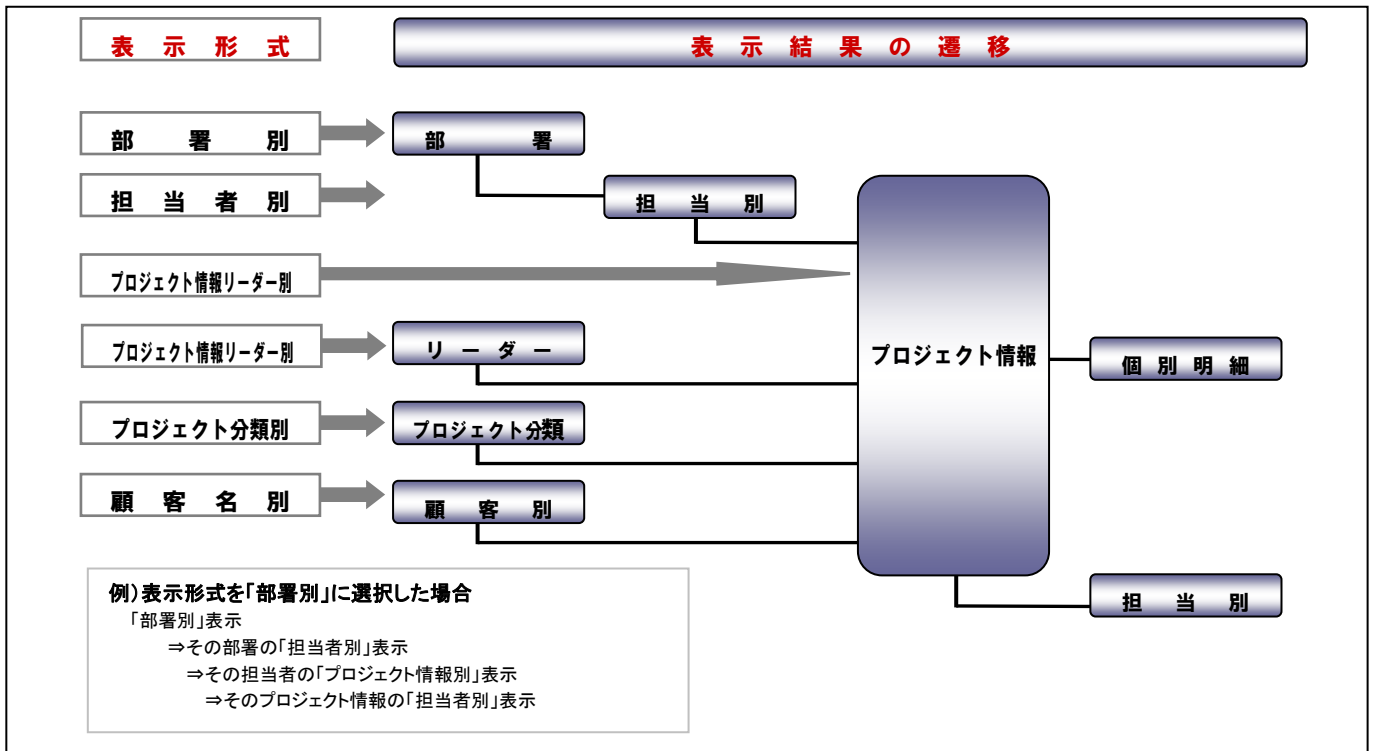 表示形式
表示結果の遷移
部署別
部署
担当者別
担当別
プロジェクト情報リーダー別
プロジェクト情報リーダー別
リーダー
プロジェクト情報
個別明細
プロジェクト分類別
プロジェクト分類
顧客名別
顧客別
担当別
例)表示形式を「部署別」に選択した場合
「部署別」表示
⇒その部署の「担当者別」表示
⇒その担当者の「プロジェクト情報別」表示
⇒そのプロジェクト情報の「担当者別」表示